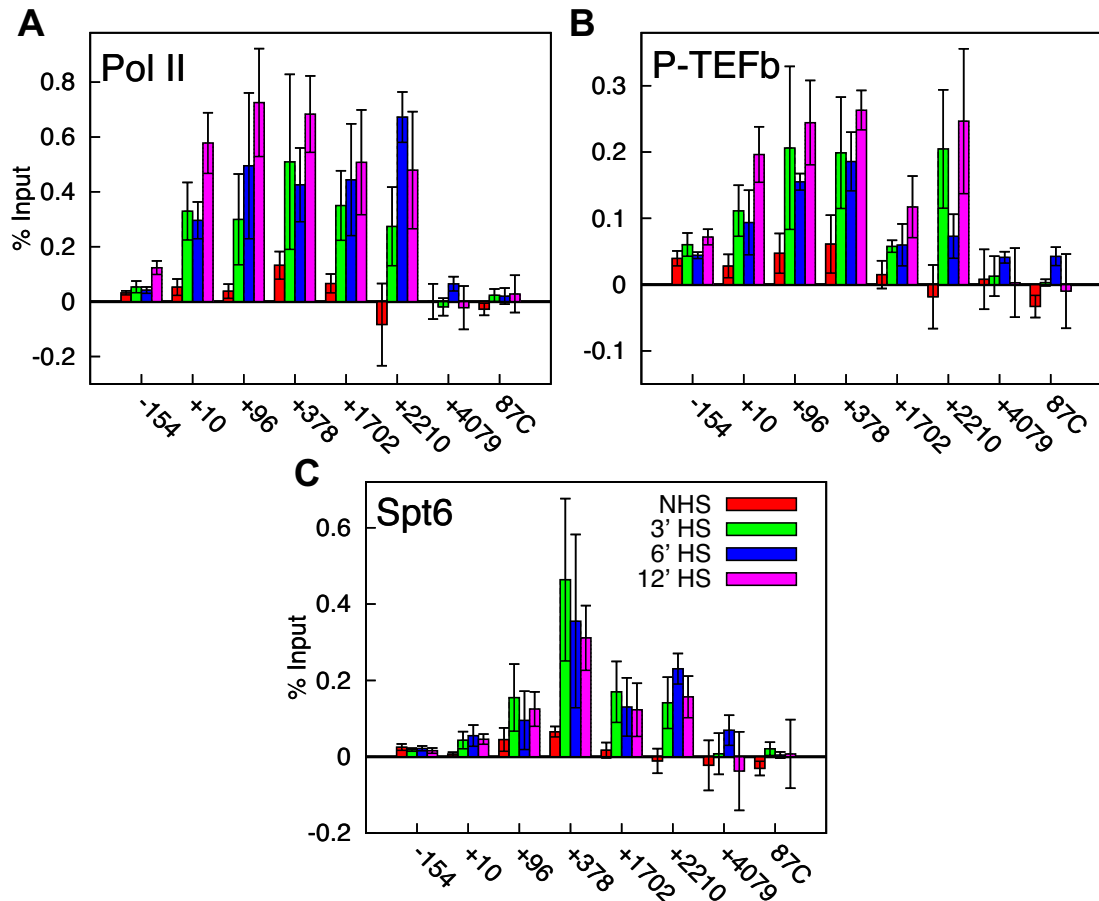 A
Pol II
% Input
0.8
0.6
0.4
0.2
0
-0.2
-154
+10
+96
+378
+1702
+2210
+4079
87C
B
P-TEFb
0.3
0.2
0.1
0
-0.1
-154
+10
+96
+378
+1702
+2210
+4079
87C
C
Spt6
NHS
3' HS
6' HS
12' HS
% Input
0.6
0.4
0.2
0
-0.2
-154
+10
+96
+378
+1702
+2210
+4079
87C